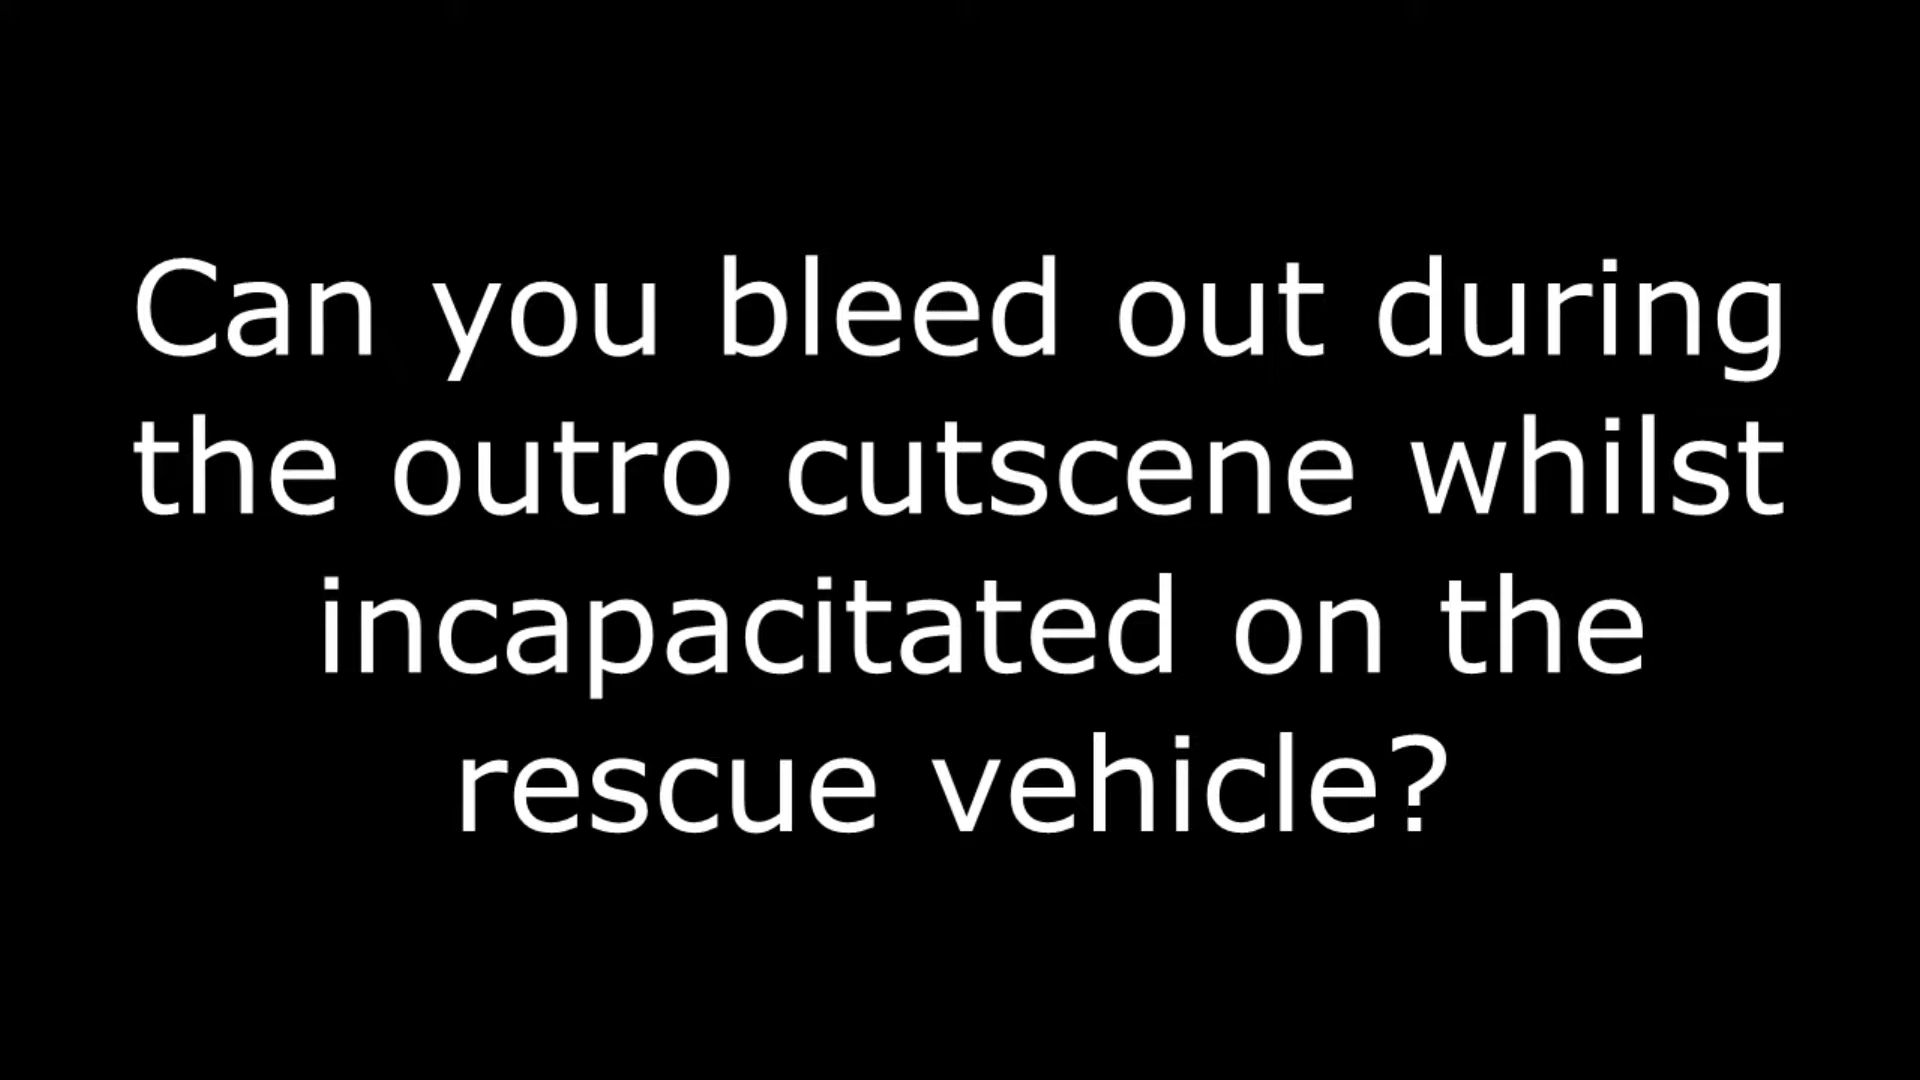 Can you bleed out during
the outro cutscene whilst
incapacitated on the
rescue vehicle?